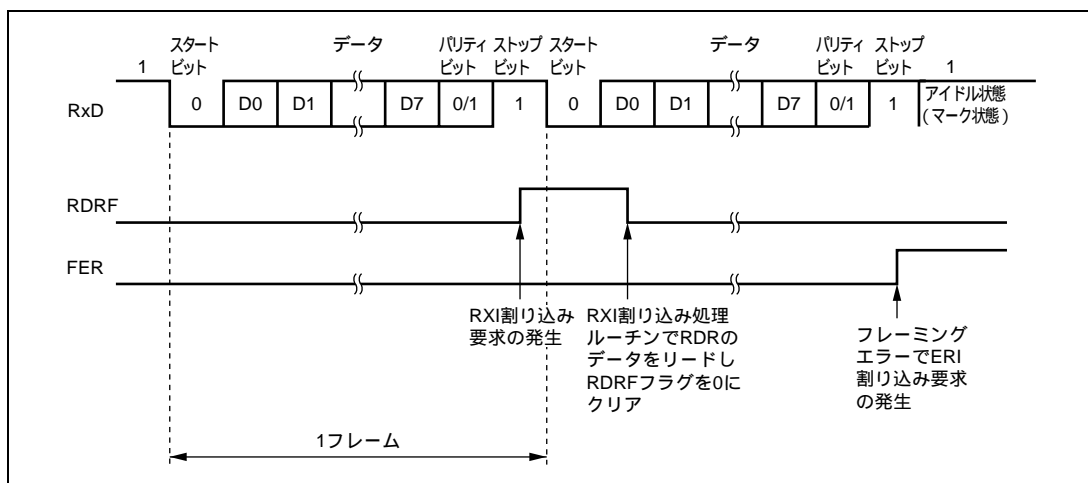 スタート
ビット
データ
パリティ
ビット
ストップ
ビット
スタート
ビット
データ
パリティ
ビット
ストップ
ビット
1
1
RxD
0
D0
D1
D7
0/1
1
0
D0
D1
D7
0/1
1
アイドル状態
(マーク状態)
RDRF
FER
RXI割り込み
要求の発生
RXI割り込み処理
ルーチンでRDRの
データをリードし
RDRFフラグを0に
クリア
フレーミング
エラーでERI
割り込み要求
の発生
1フレーム